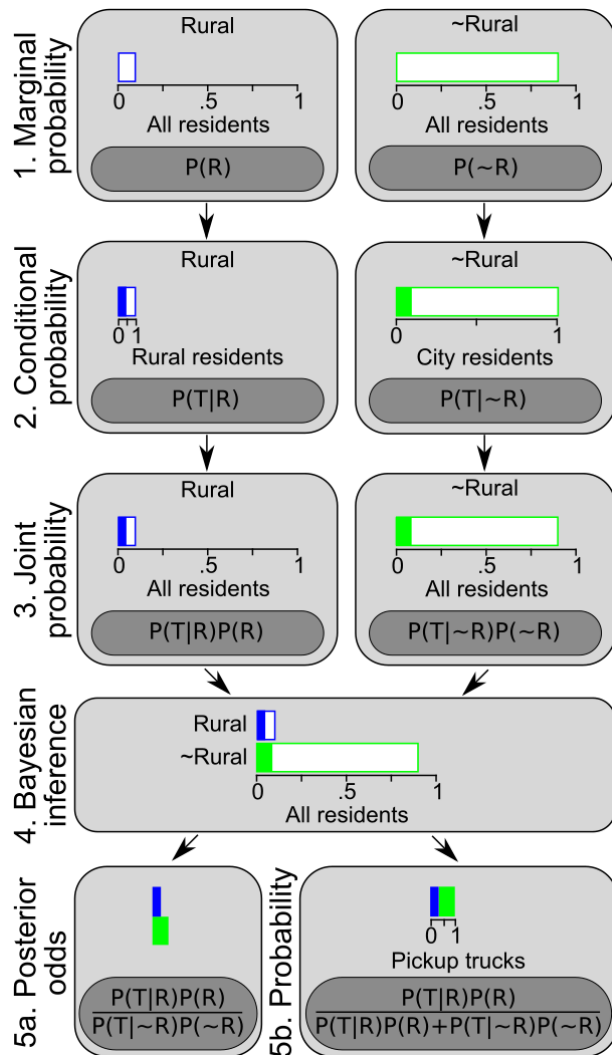 1. Marginal
probability
Rural
0 .5 1
All residents
P(R)
~Rural
0 .5 1
All residents
P(~R)
2. Conditional
probability
Rural
0 1
Rural residents
P(T|R)
~Rural
0 1
City residents
P(T|~R)
3. Joint
probability
Rural
0 .5 1
All residents
P(T|R)P(R)
~Rural
0 .5 1
All residents
P(T|~R)P(~R)
4. Bayesian
inference
Rural
~Rural
0 .5 1
All residents
5a. Posterior
odds
P(T|R)P(R)
P(T|~R)P(~R)
5b. Probability
0 1
Pickup trucks
P(T|R)P(R)
P(T|R)P(R)+P(T|~R)P(~R)